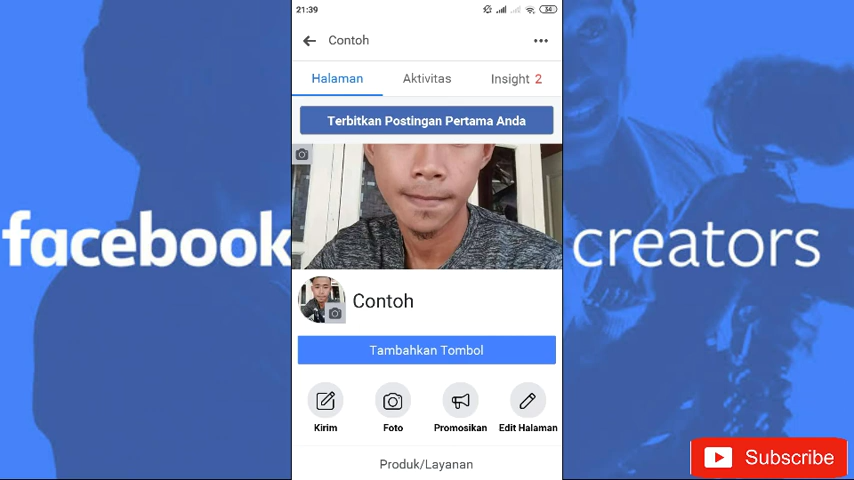 21:39
54
Contoh
Halaman
Aktivitas
Insight 2
Terbitkan Postingan Pertama Anda
facebook
creators
Contoh
Tambahkan Tombol
Kirim
Foto
Promosikan
Edit Halaman
Produk/Layanan
Subscribe